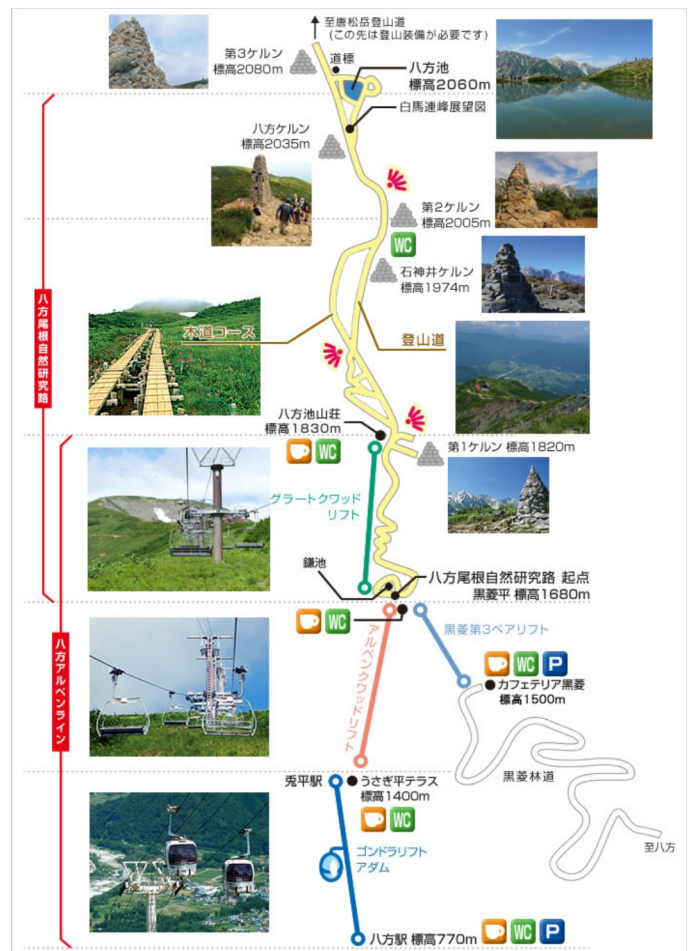 至唐松岳登山道
(この先は登山装備が必要です)
第3ケルン
標高2080m
道標
八方池
標高2060m
白馬連峰展望図
八方ケルン
標高2035m
第2ケルン
標高2005m
WC
石神井ケルン
標高1974m
八方尾根自然研究路
木道コース
登山道
八方池山荘
標高1830m
WC
第1ケルン 標高1820m
グラートクワッド
リフト
鎌池
八方尾根自然研究路 起点
黒菱平 標高1680m
WC
黒菱第3ペアリフト
アルペンクワッドリフト
WC P
カフェテリア黒菱
標高1500m
八方アルペンライン
黒菱林道
兎平駅
うさぎ平テラス
標高1400m
WC
至八方
ゴンドラリフト
アダム
八方駅 標高770m
WC P